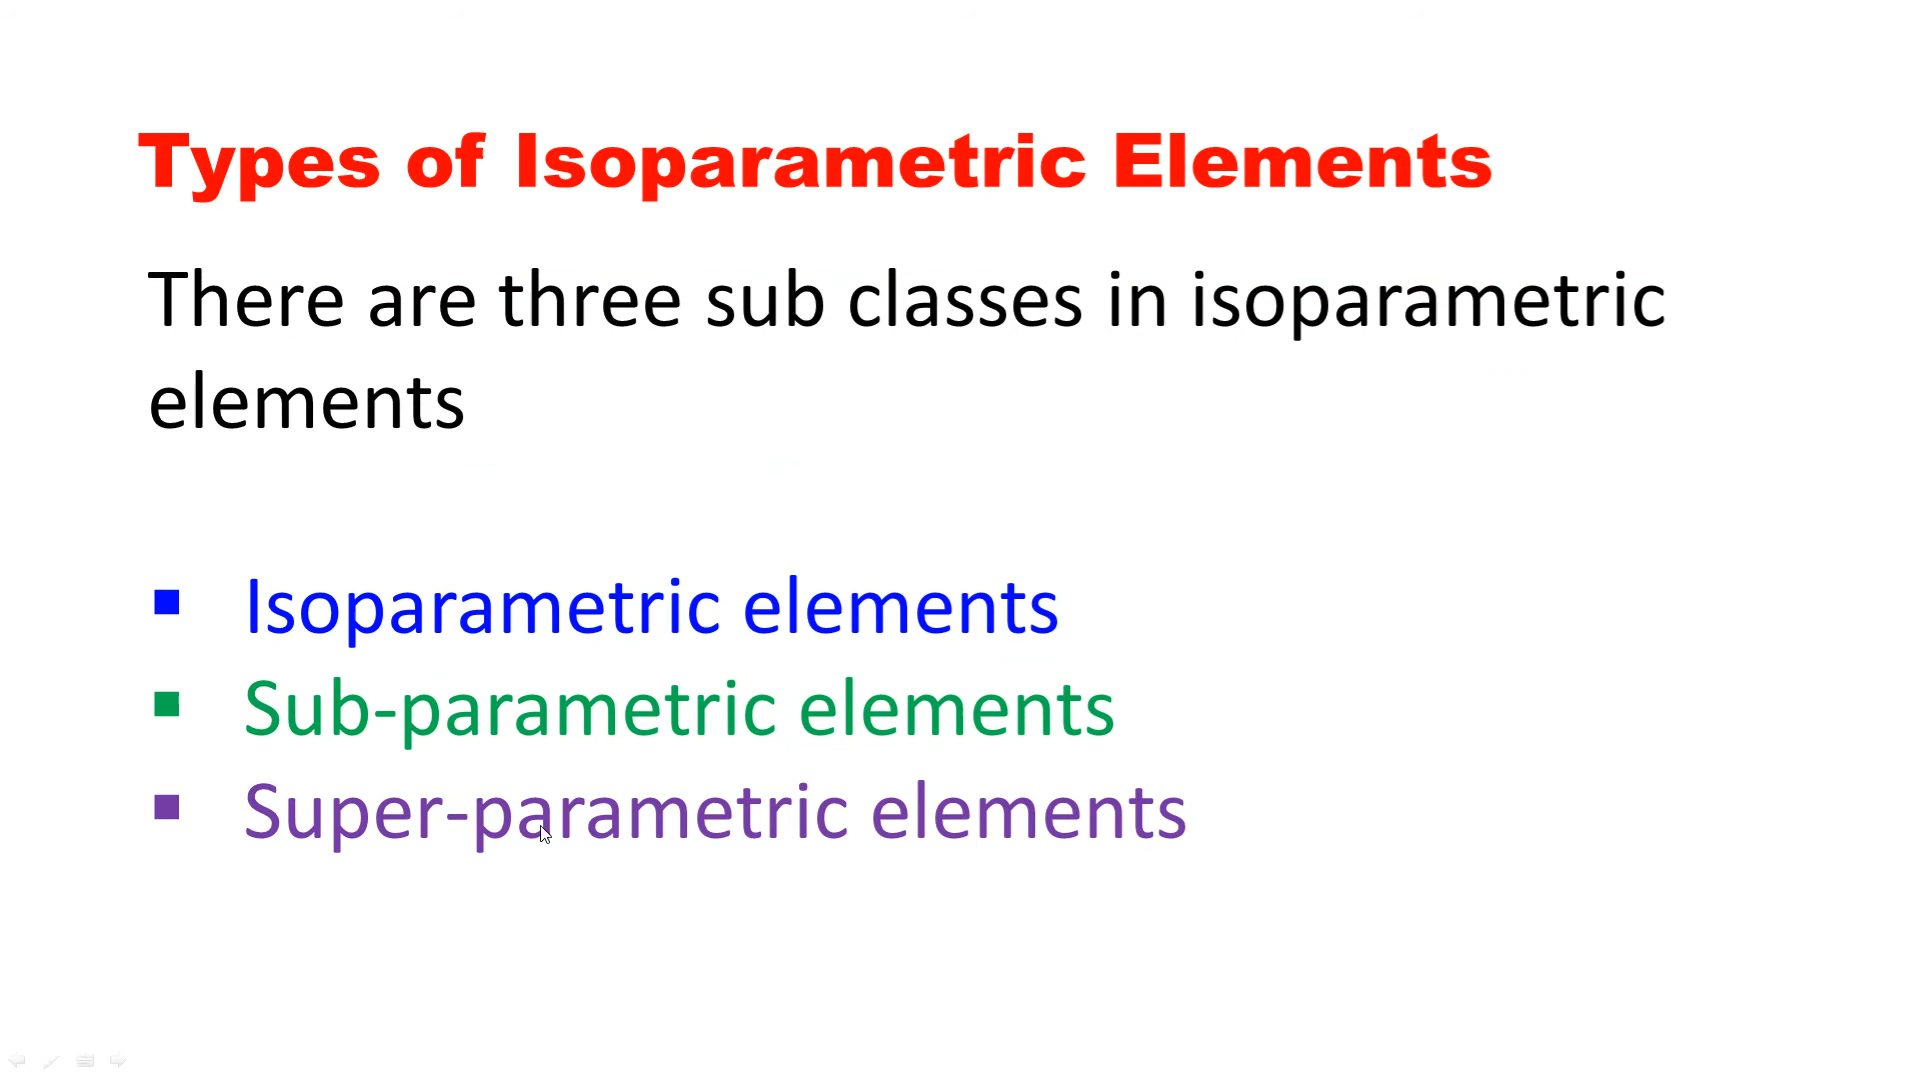 Types of Isoparametric Elements
There are three sub classes in isoparametric
elements
▪ Isoparametric elements
▪ Sub-parametric elements
▪ Super-parametric elements